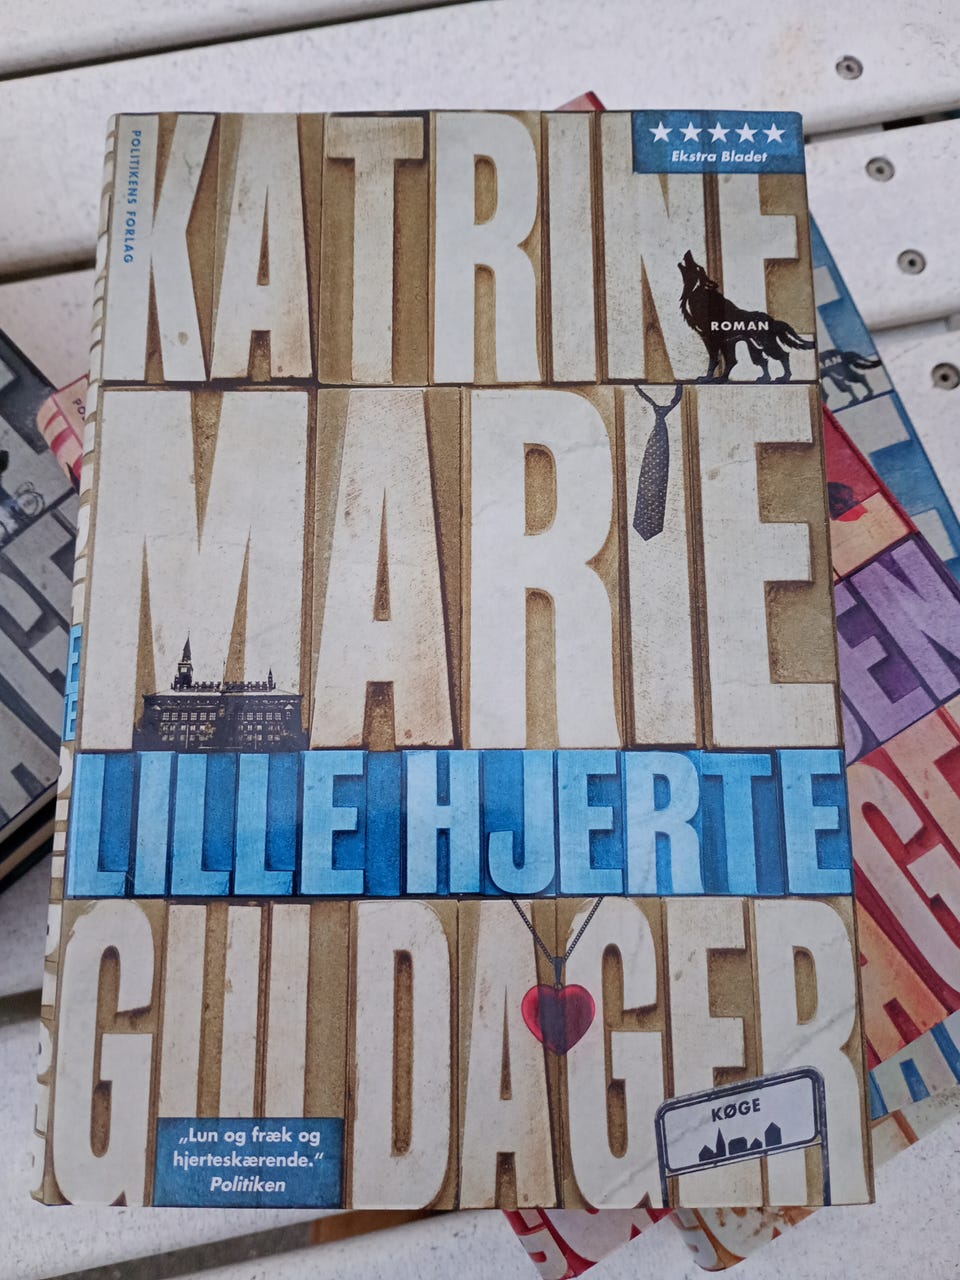 POLITIKENS FORLAG
★★★★★
Ekstra Bladet
KATRINE
ROMAN
MARIE
LILLE HJERTE
GULDAGER
KØGE
„Lun og fræk og
hjerteskærende.“
Politiken